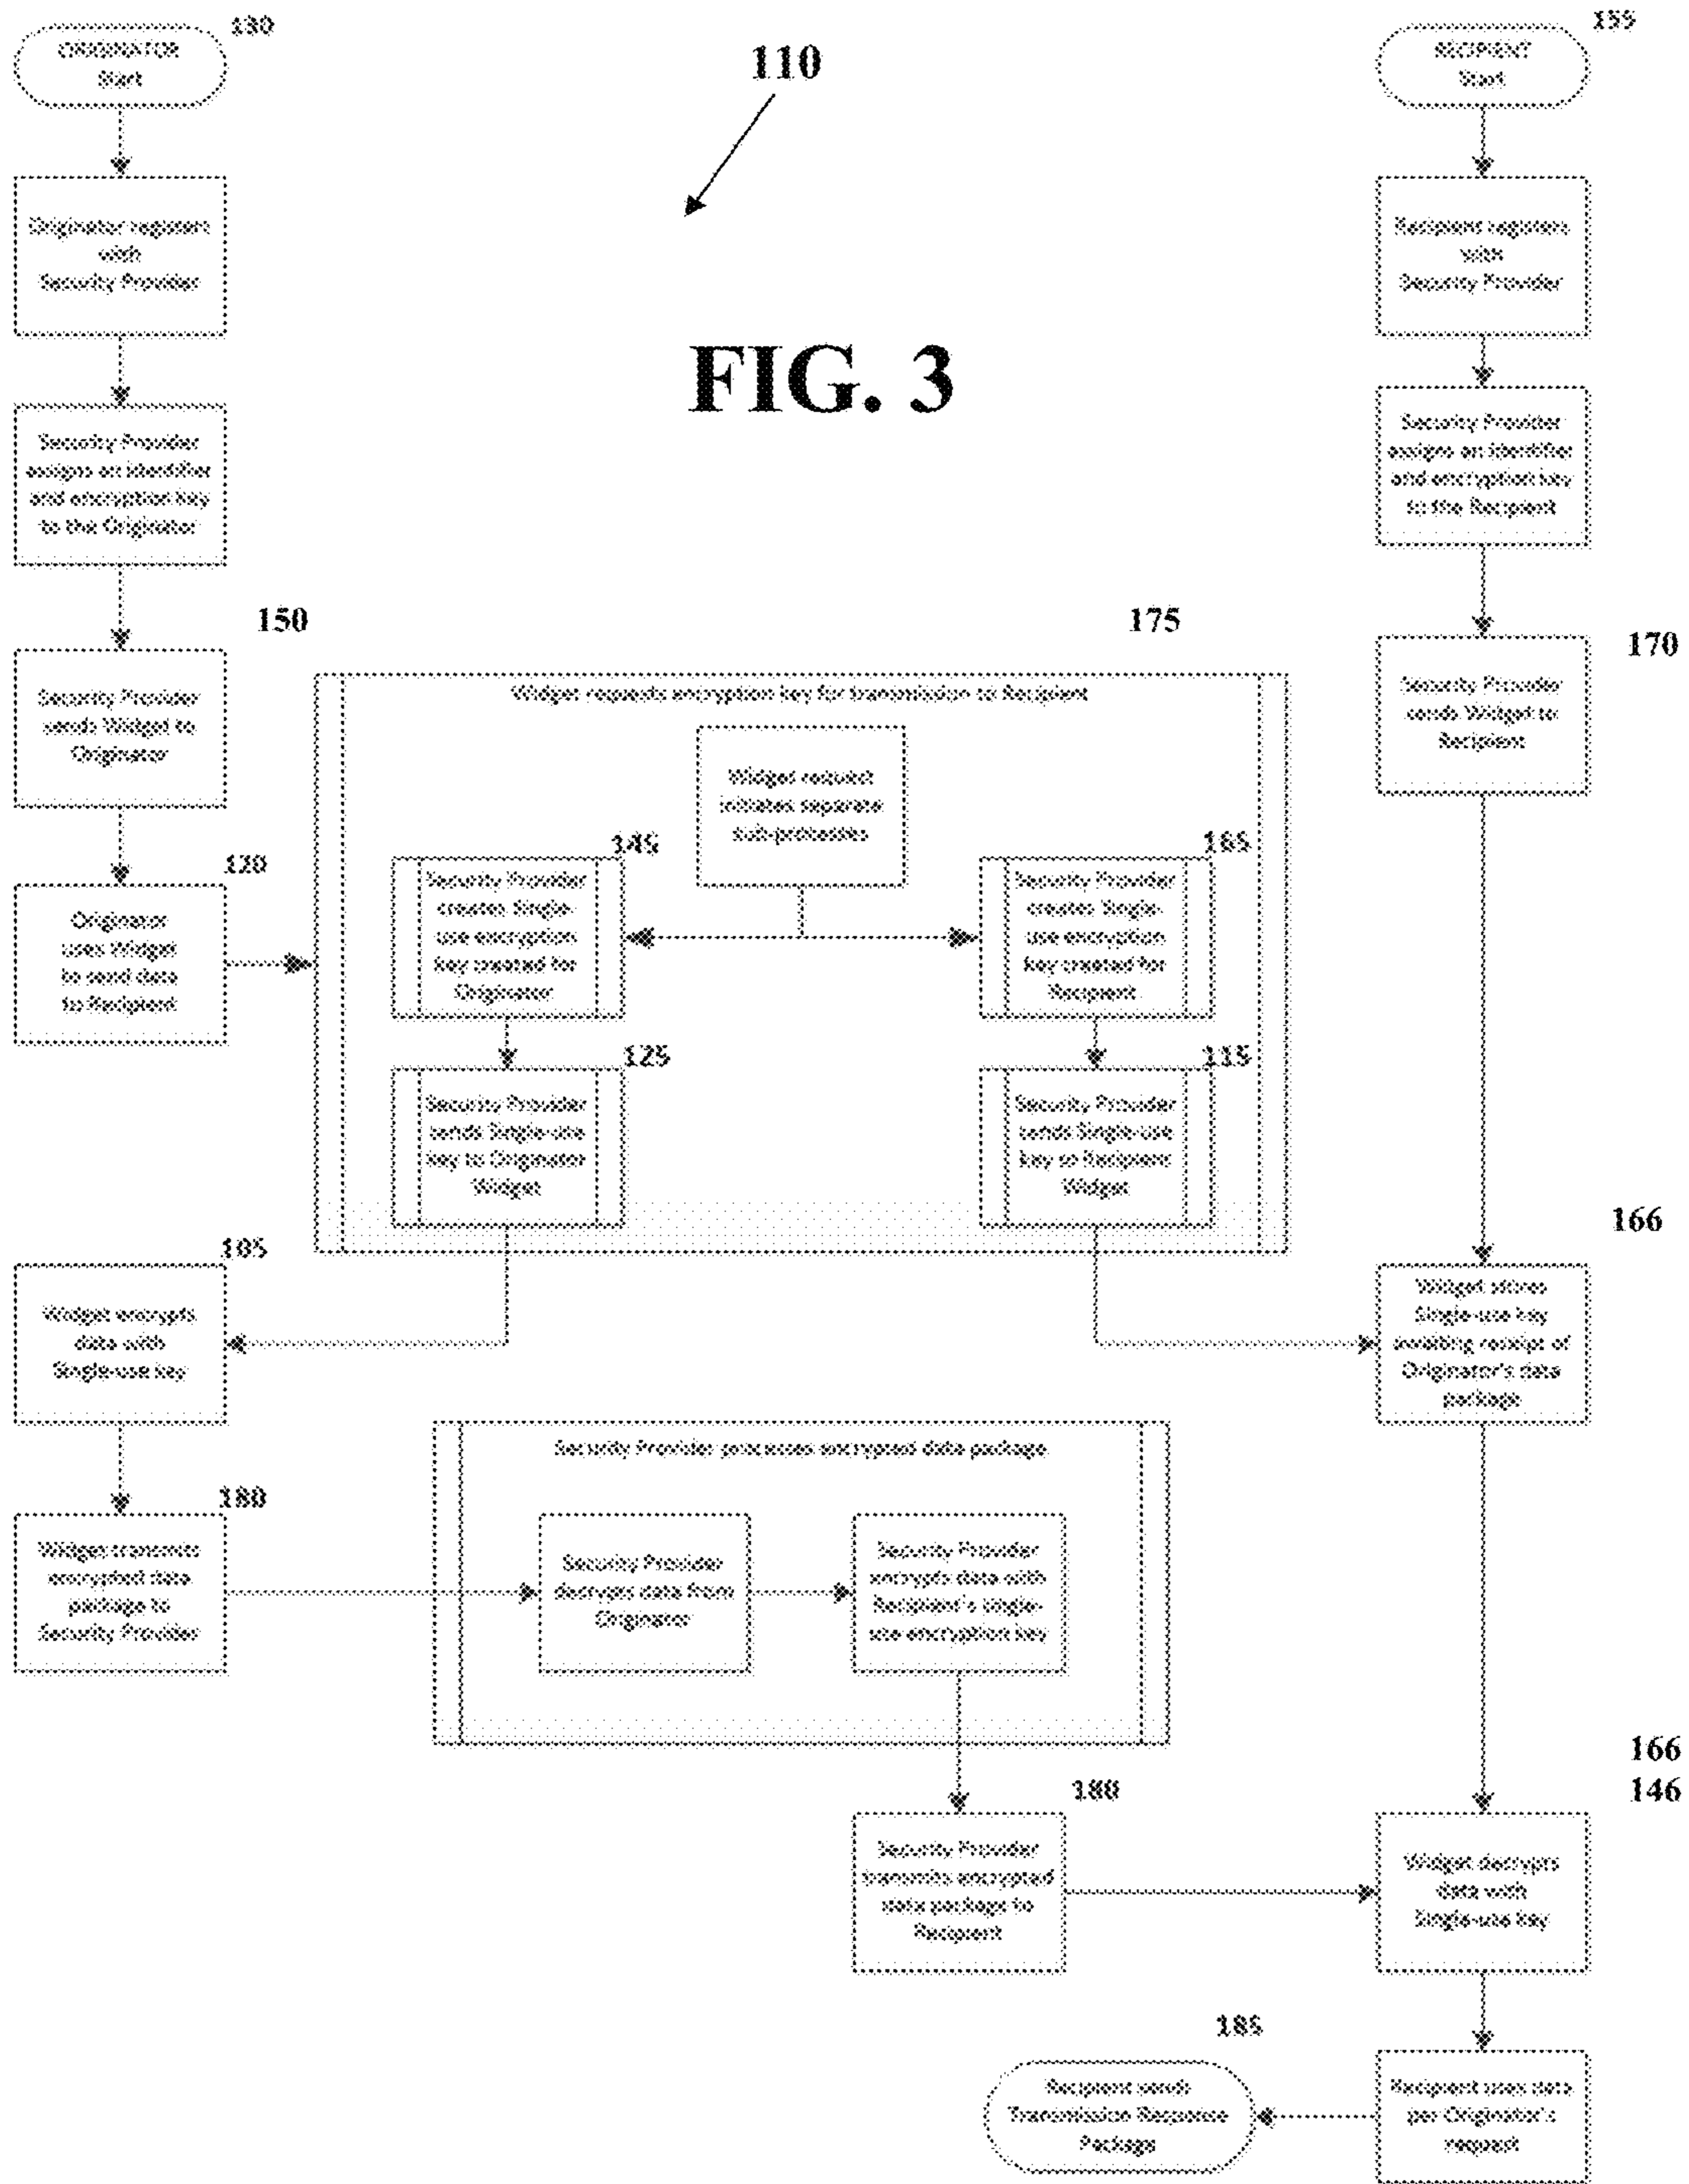 130
ORIGINATOR
Start
110
155
RECIPIENT
Start
Originator registers
with
Security Provider
FIG. 3
Recipient registers
with
Security Provider
Security Provider
assigns an identifier
and encryption key
to the Originator
Security Provider
assigns an identifier
and encryption key
to the Recipient
150
Security Provider
sends Widget to
Originator
175
170
Security Provider
sends Widget to
Recipient
Widget requests encryption key for transmission to Recipient
Widget request
initiates separate
sub-processes
120
Originator
uses Widget
to send data
to Recipient
145
Security Provider
creates Single-
use encryption
key created for
Originator
165
Security Provider
creates Single-
use encryption
key created for
Recipient
125
Security Provider
sends Single-use
key to Originator
Widget
115
Security Provider
sends Single-use
key to Recipient
Widget
105
Widget encrypts
data with
Single-use key
166
Widget stores
Single-use key
awaiting receipt of
Originator's data
package
Security Provider processes encrypted data package
180
Widget transmits
encrypted data
package to
Security Provider
Security Provider
decrypts data from
Originator
Security Provider
encrypts data with
Recipient's single-
use encryption key
180
Security Provider
transmits encrypted
data package to
Recipient
166
146
Widget decrypts
data with
Single-use key
185
Recipient sends
Transmission Response
Package
Recipient uses data
per Originator's
request